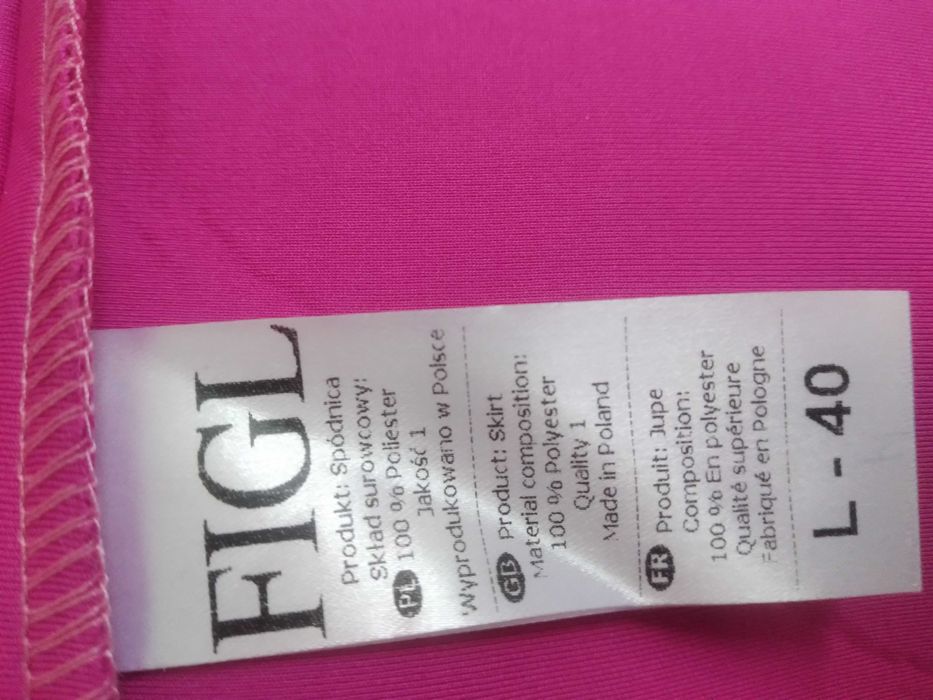 FIGL
Produkt: Spódnica
Skład surowcowy:
PL 100 % Poliester
Jakość 1
Wyprodukowano w Polsce
GB Product: Skirt
Material composition:
100 % Polyester
Quality 1
Made in Poland
FR Produit: Jupe
Composition:
100 % En polyester
Qualité supérieure
Fabriqué en Pologne
L - 40